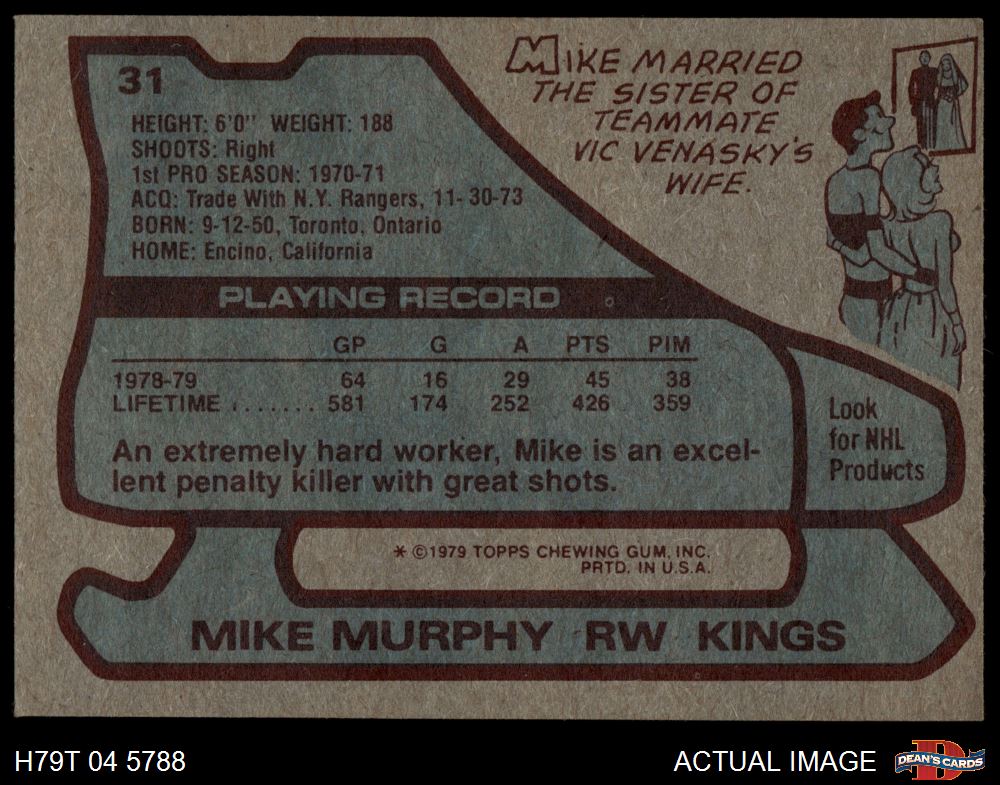 31
HEIGHT: 6'0" WEIGHT: 188
SHOOTS: Right
1st PRO SEASON: 1970-71
ACQ: Trade With N.Y. Rangers, 11-30-73
BORN: 9-12-50, Toronto, Ontario
HOME: Encino, California
MIKE MARRIED
THE SISTER OF
TEAMMATE
VIC VENASKY'S
WIFE.
PLAYING RECORD
GP G A PTS PIM
1978-79 64 16 29 45 38
LIFETIME ....... 581 174 252 426 359
An extremely hard worker, Mike is an excel-
lent penalty killer with great shots.
Look
for NHL
Products
* ©1979 TOPPS CHEWING GUM, INC.
PRTD. IN U.S.A.
MIKE MURPHY RW KINGS
H79T 04 5788
ACTUAL IMAGE
D
DEAN'S CARDS